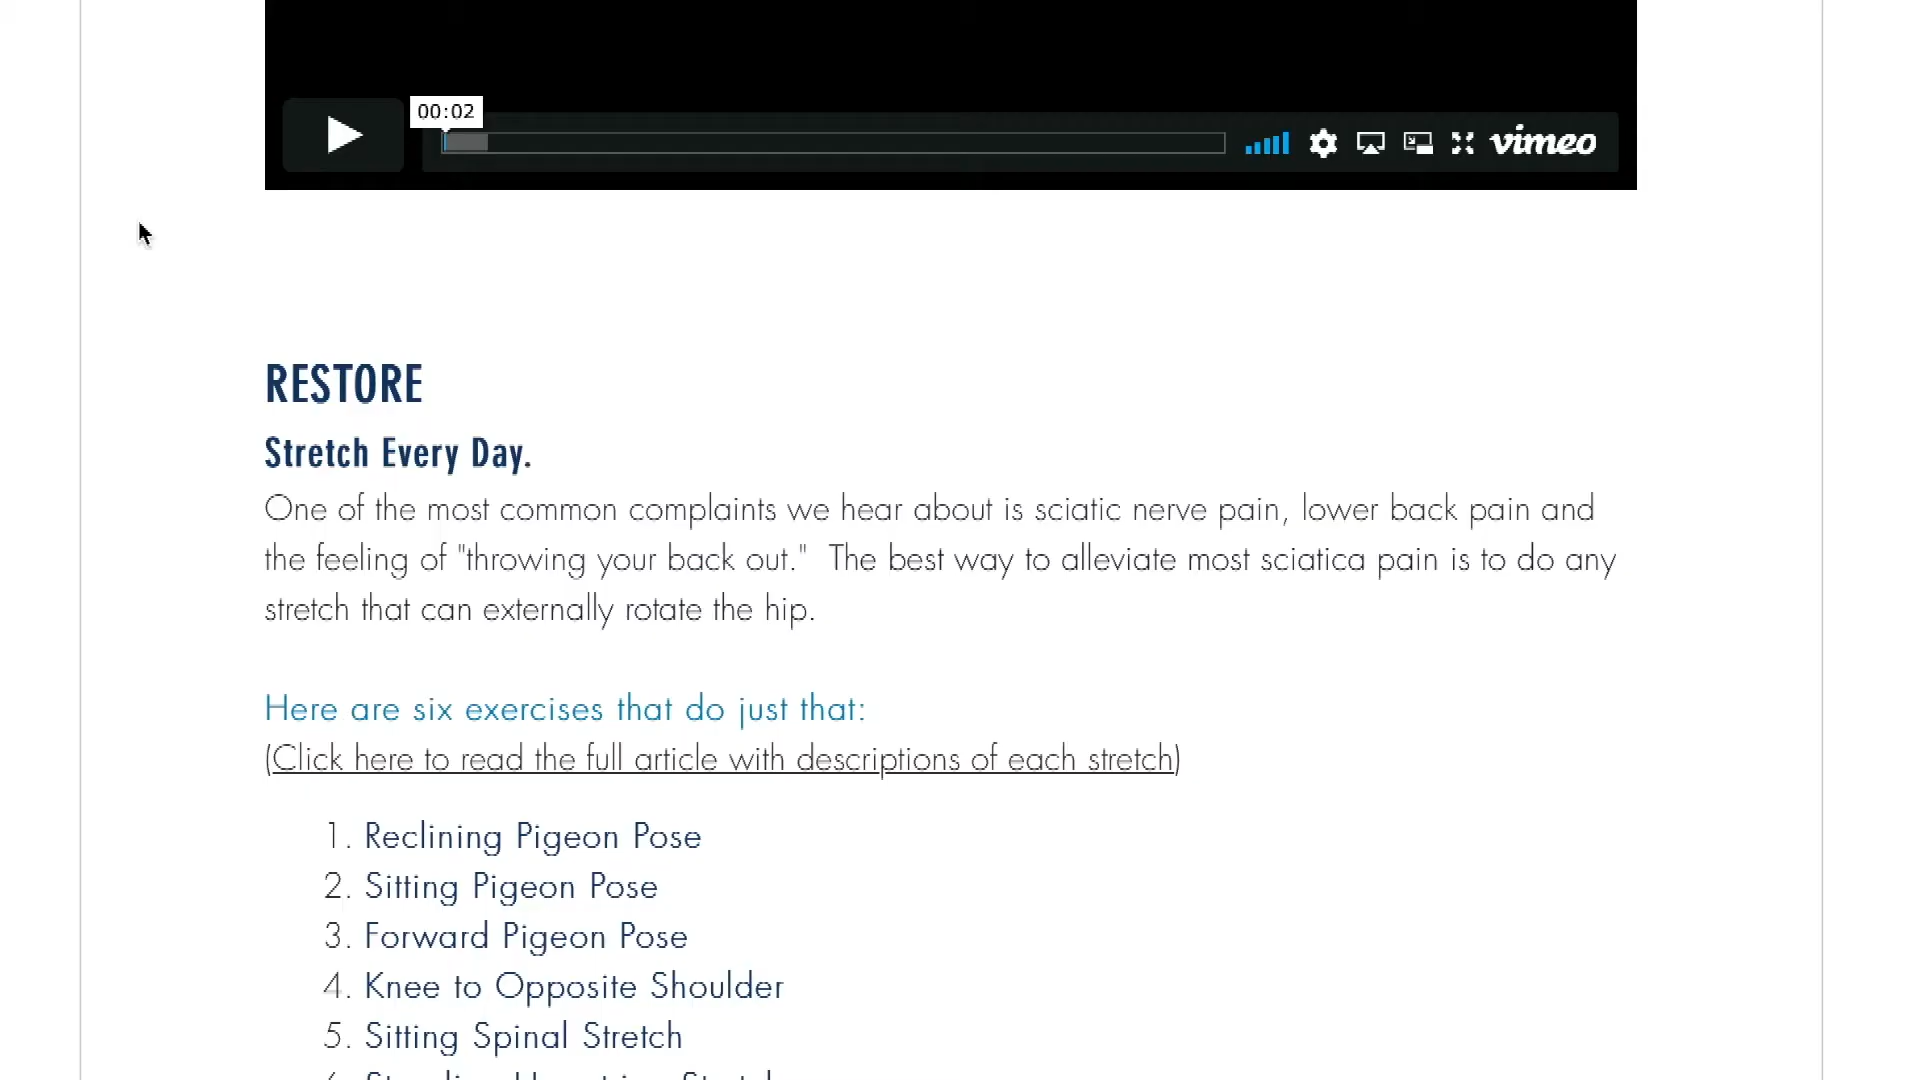 00:02
vimeo
RESTORE
Stretch Every Day.
One of the most common complaints we hear about is sciatic nerve pain, lower back pain and
the feeling of "throwing your back out." The best way to alleviate most sciatica pain is to do any
stretch that can externally rotate the hip.
Here are six exercises that do just that:
(Click here to read the full article with descriptions of each stretch)
1. Reclining Pigeon Pose
2. Sitting Pigeon Pose
3. Forward Pigeon Pose
4. Knee to Opposite Shoulder
5. Sitting Spinal Stretch